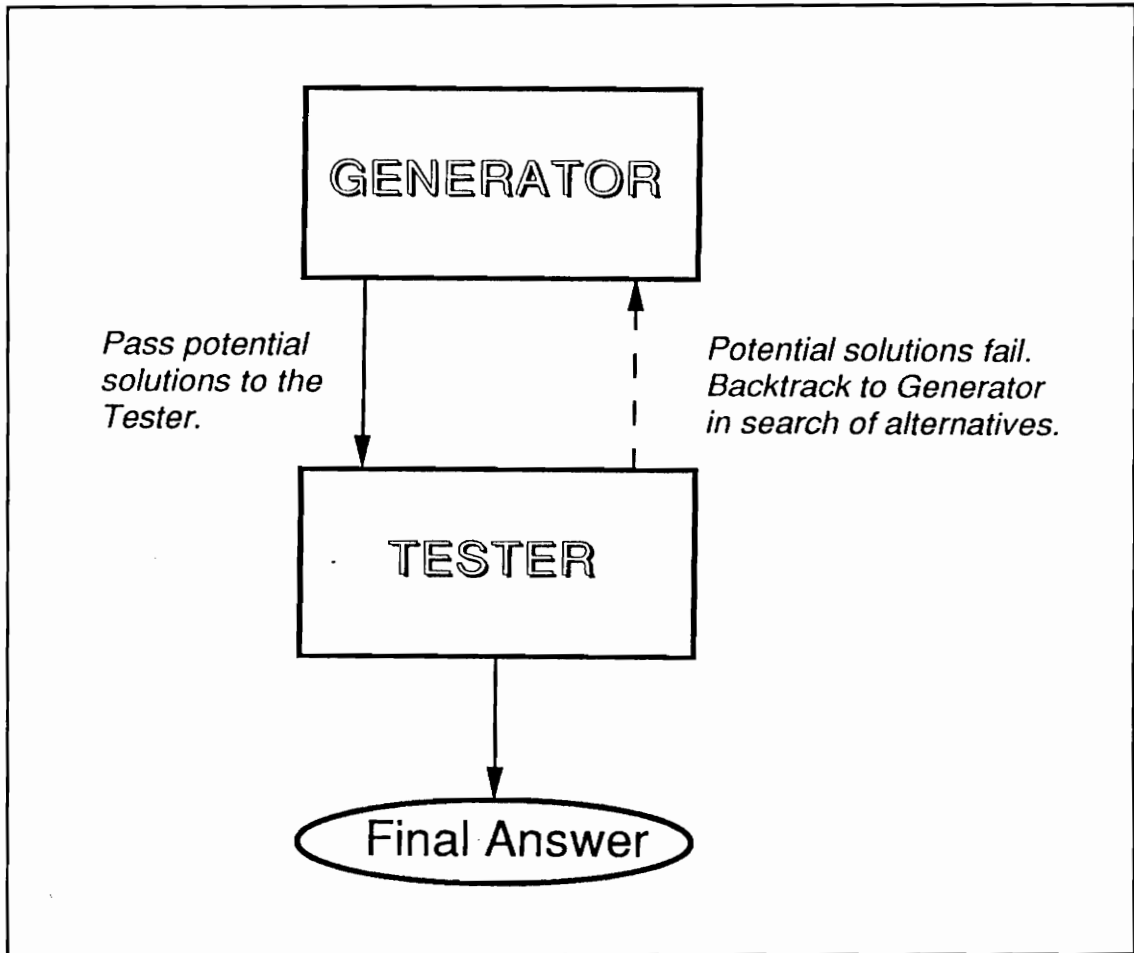 GENERATOR
Pass potential
solutions to the
Tester.
Potential solutions fail.
Backtrack to Generator
in search of alternatives.
TESTER
Final Answer